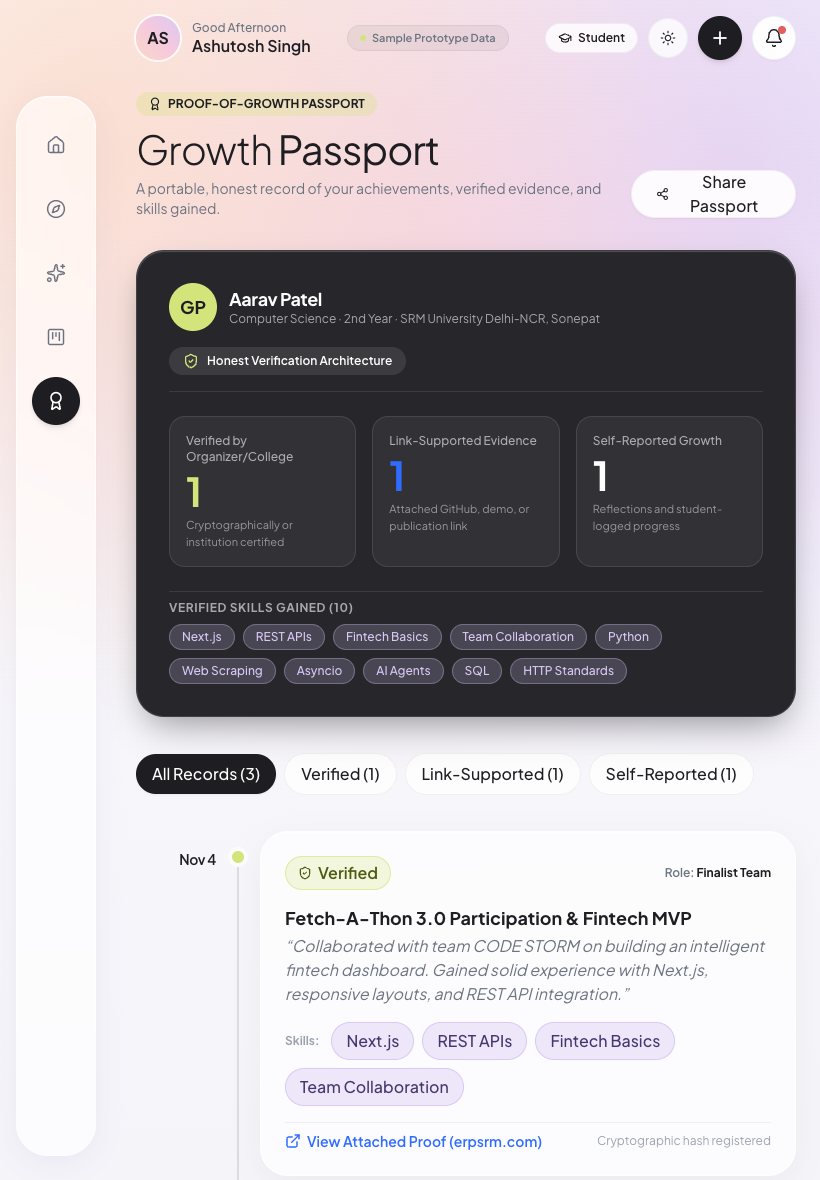 AS
Good Afternoon
Ashutosh Singh
Sample Prototype Data
Student
PROOF-OF-GROWTH PASSPORT
Growth Passport
A portable, honest record of your achievements, verified evidence, and
skills gained.
Share
Passport
GP
Aarav Patel
Computer Science · 2nd Year · SRM University Delhi-NCR, Sonepat
Honest Verification Architecture
Verified by
Organizer/College
1
Cryptographically or
institution certified
Link-Supported Evidence
1
Attached GitHub, demo, or
publication link
Self-Reported Growth
1
Reflections and student-
logged progress
VERIFIED SKILLS GAINED (10)
Next.js REST APIs Fintech Basics Team Collaboration Python
Web Scraping Asyncio AI Agents SQL HTTP Standards
All Records (3) Verified (1) Link-Supported (1) Self-Reported (1)
Nov 4
Verified
Role: Finalist Team
Fetch-A-Thon 3.0 Participation & Fintech MVP
“Collaborated with team CODE STORM on building an intelligent
fintech dashboard. Gained solid experience with Next.js,
responsive layouts, and REST API integration.”
Skills: Next.js REST APIs Fintech Basics
Team Collaboration
View Attached Proof (erpsrm.com)
Cryptographic hash registered